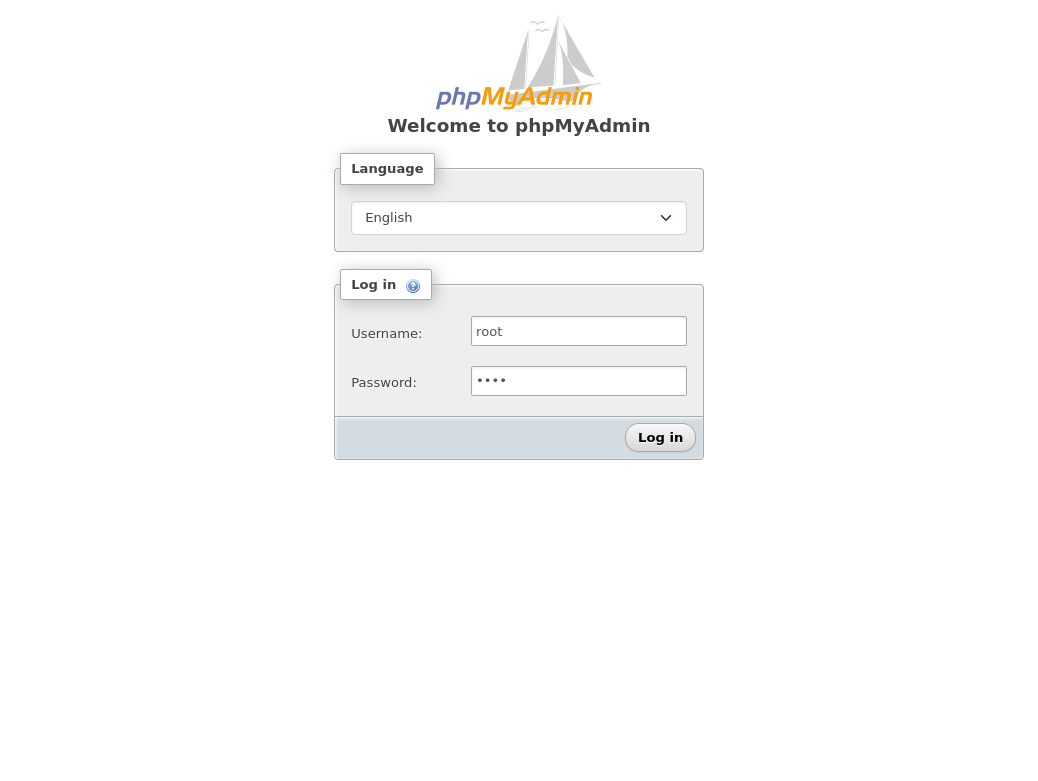 phpMyAdmin
Welcome to phpMyAdmin
Language
English
Log in
Username:
root
Password:
••••
Log in